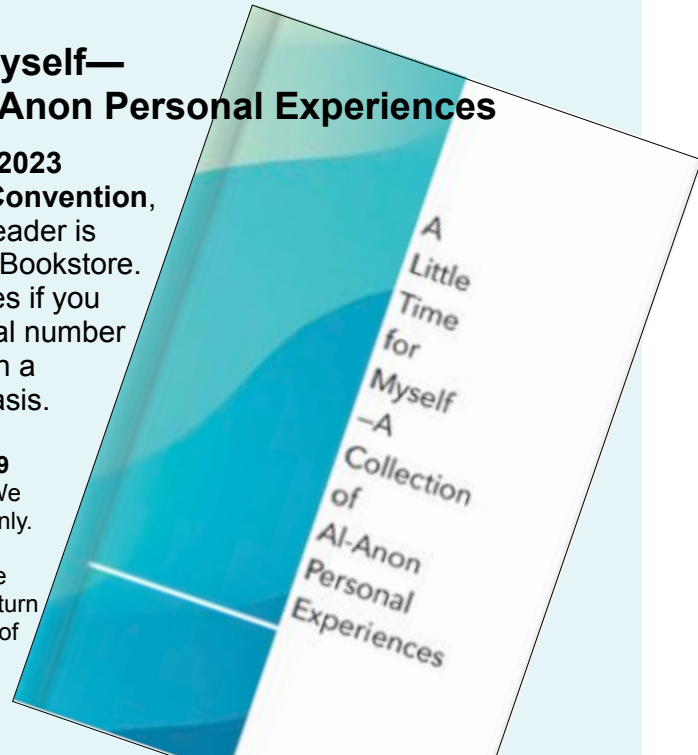 yself—
Anon Personal Experiences
2023
Convention,
eader is
Bookstore.
es if you
al number
n a
asis.
9
We
nly.
e
turn
of
A
Little
Time
for
Myself
–A
Collection
of
Al-Anon
Personal
Experiences